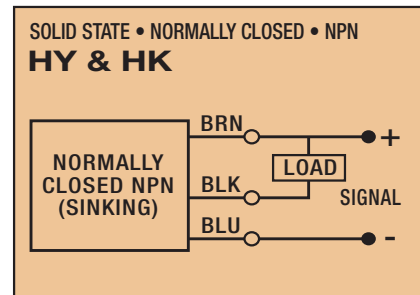 SOLID STATE • NORMALLY CLOSED • NPN
HY & HK
BRN
+
NORMALLY
CLOSED NPN
(SINKING)
LOAD
BLK
SIGNAL
BLU
-